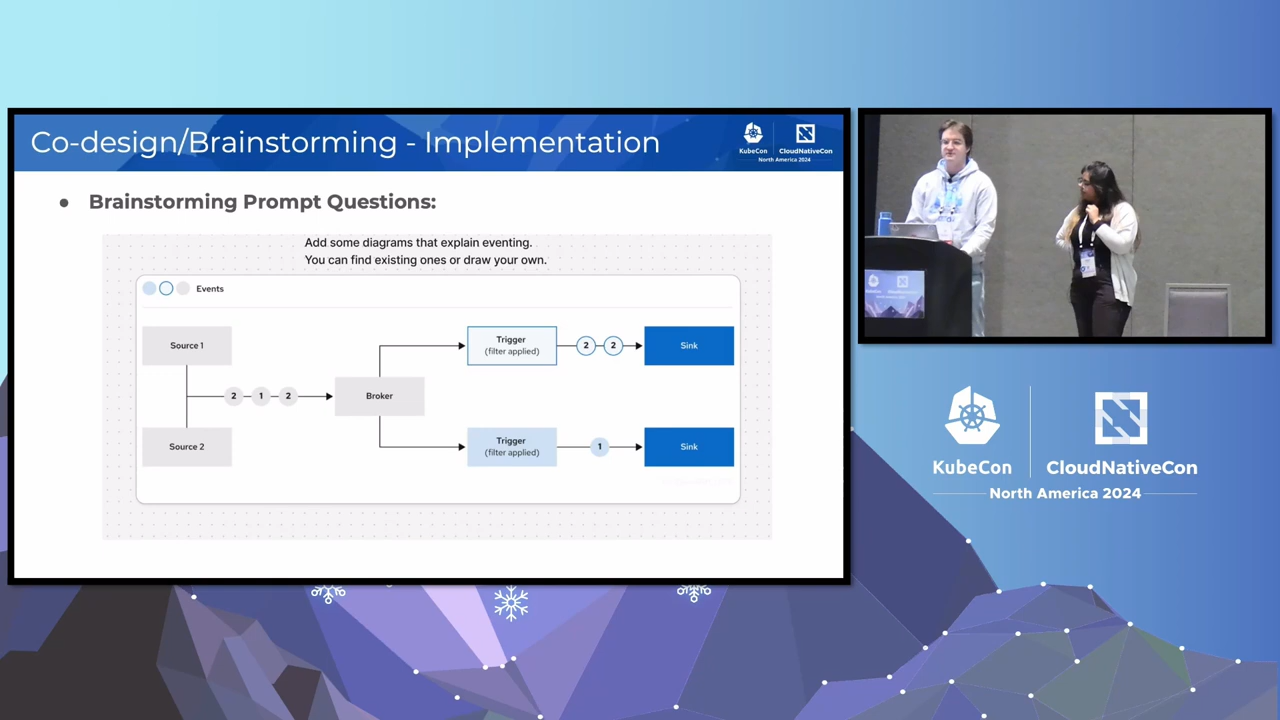 Co-design/Brainstorming - Implementation
KubeCon
CloudNativeCon
North America 2024
Brainstorming Prompt Questions:
Add some diagrams that explain eventing.
You can find existing ones or draw your own.
Events
Source 1
Source 2
2 1 2
Broker
Trigger
(filter applied)
2 2
Sink
Trigger
(filter applied)
1
Sink
KubeCon
CloudNativeCon
North America 2024